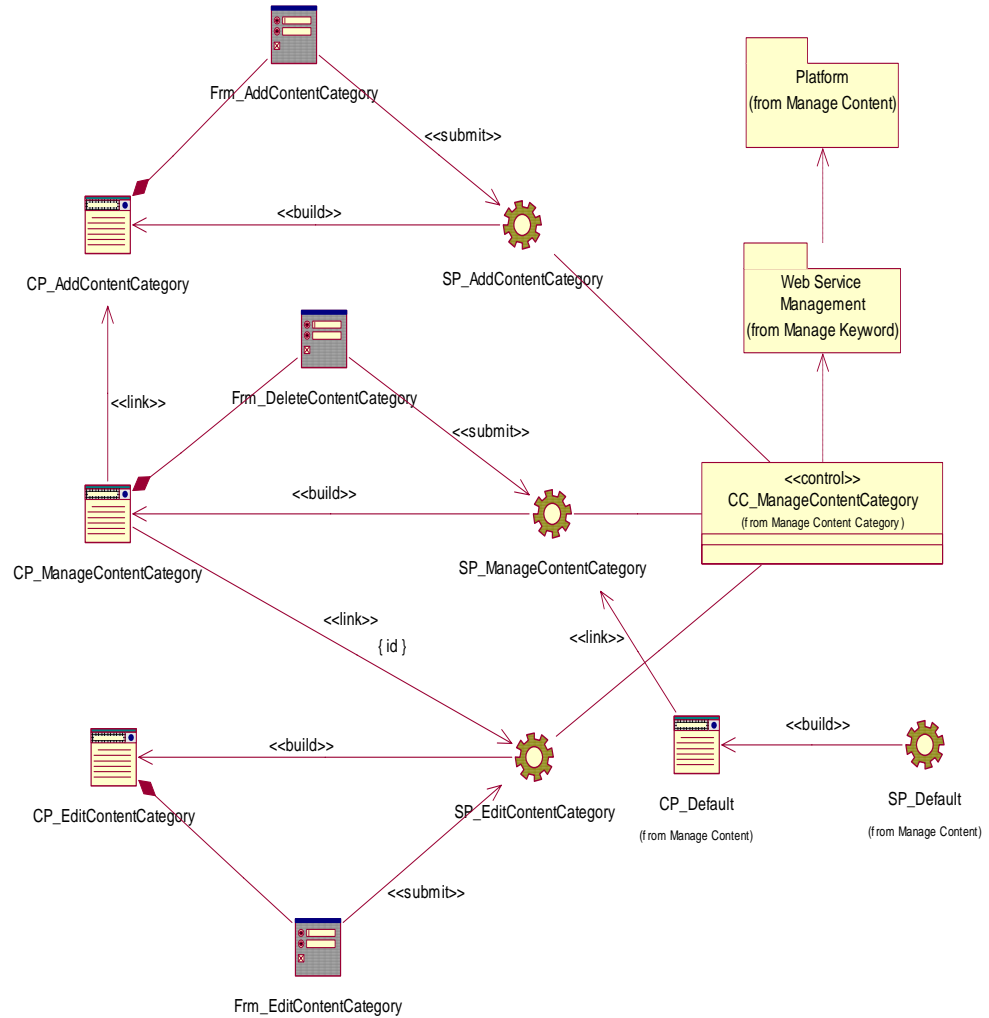 Frm_AddContentCategory
Platform
(from Manage Content)
<<submit>>
<<build>>
CP_AddContentCategory
SP_AddContentCategory
Web Service
Management
(from Manage Keyword)
<<link>>
Frm_DeleteContentCategory
<<submit>>
<<build>>
<<control>>
CC_ManageContentCategory
(from Manage Content Category)
CP_ManageContentCategory
SP_ManageContentCategory
<<link>>
{ id }
<<link>>
<<build>>
<<build>>
CP_EditContentCategory
SP_EditContentCategory
CP_Default
(from Manage Content)
SP_Default
(from Manage Content)
<<submit>>
Frm_EditContentCategory